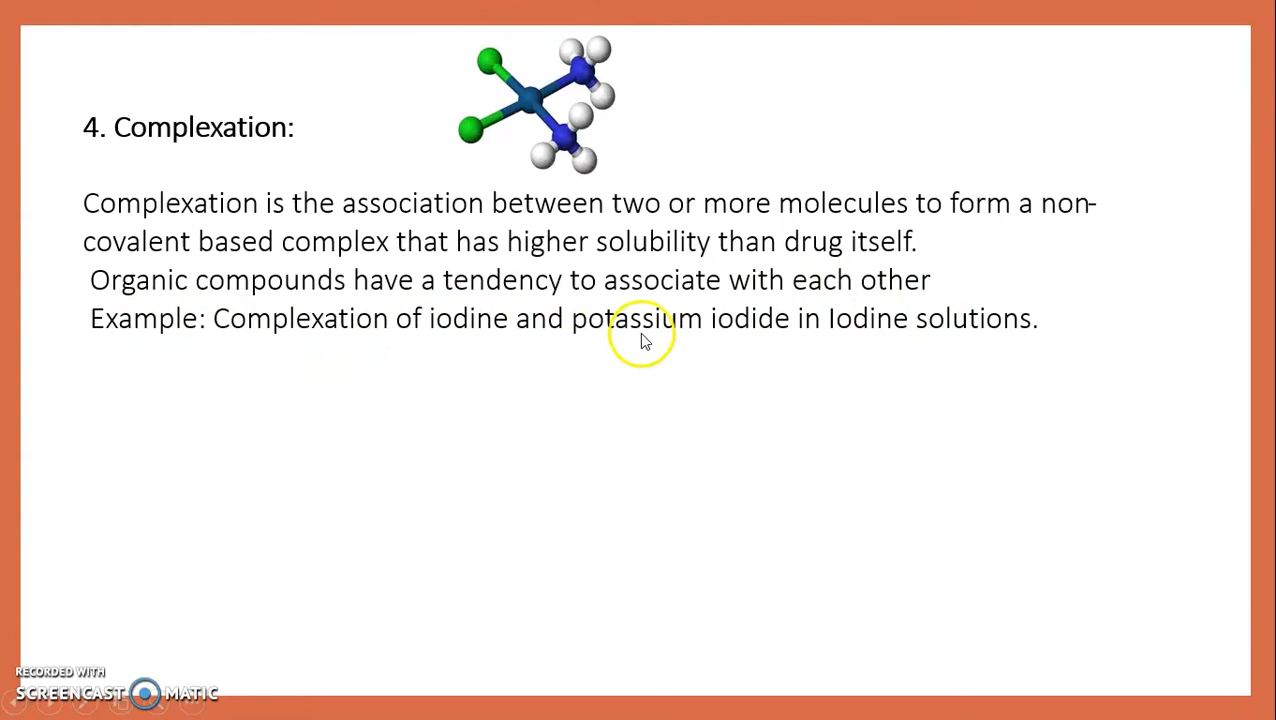 4. Complexation:
Complexation is the association between two or more molecules to form a non-
covalent based complex that has higher solubility than drug itself.
Organic compounds have a tendency to associate with each other
Example: Complexation of iodine and potassium iodide in Iodine solutions.
RECORDED WITH
SCREENCAST MATIC